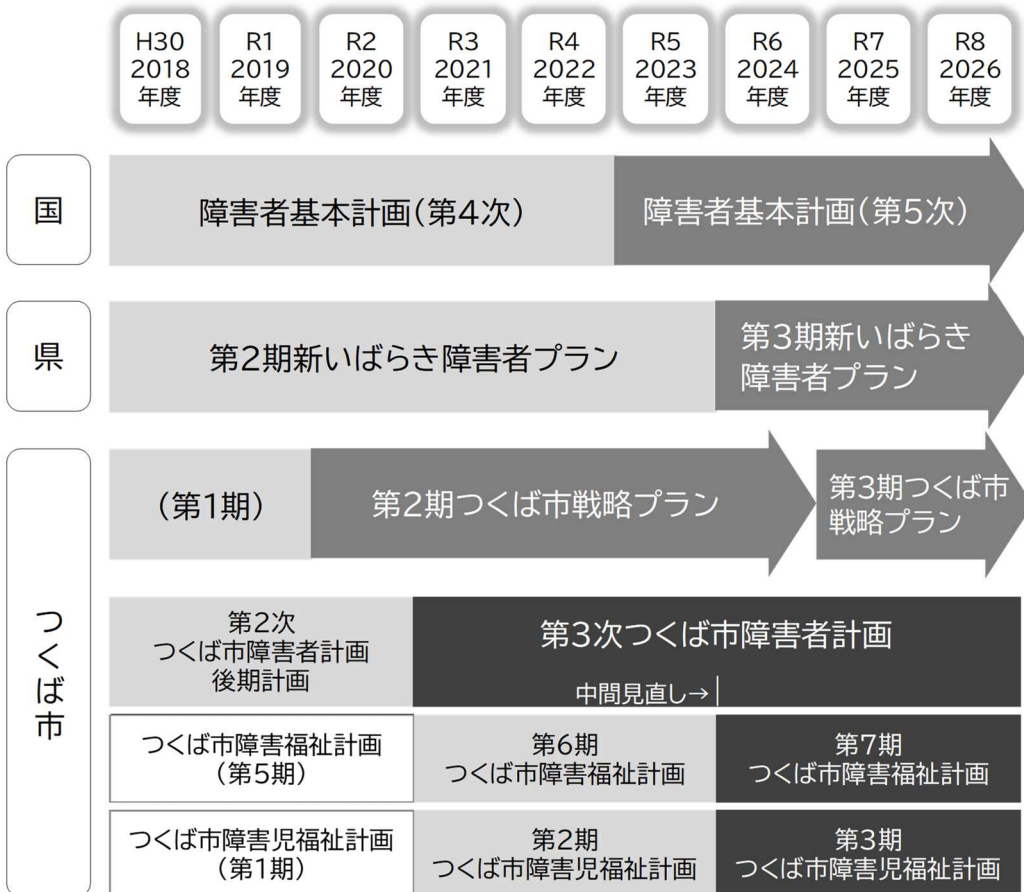 H30
2018
年度
R1
2019
年度
R2
2020
年度
R3
2021
年度
R4
2022
年度
R5
2023
年度
R6
2024
年度
R7
2025
年度
R8
2026
年度
国
障害者基本計画(第4次)
障害者基本計画(第5次)
県
第2期新いばらき障害者プラン
第3期新いばらき
障害者プラン
つくば市
(第1期)
第2期つくば市戦略プラン
第3期つくば市
戦略プラン
第2次
つくば市障害者計画
後期計画
第3次つくば市障害者計画
中間見直し→
つくば市障害福祉計画
(第5期)
第6期
つくば市障害福祉計画
第7期
つくば市障害福祉計画
つくば市障害児福祉計画
(第1期)
第2期
つくば市障害児福祉計画
第3期
つくば市障害児福祉計画